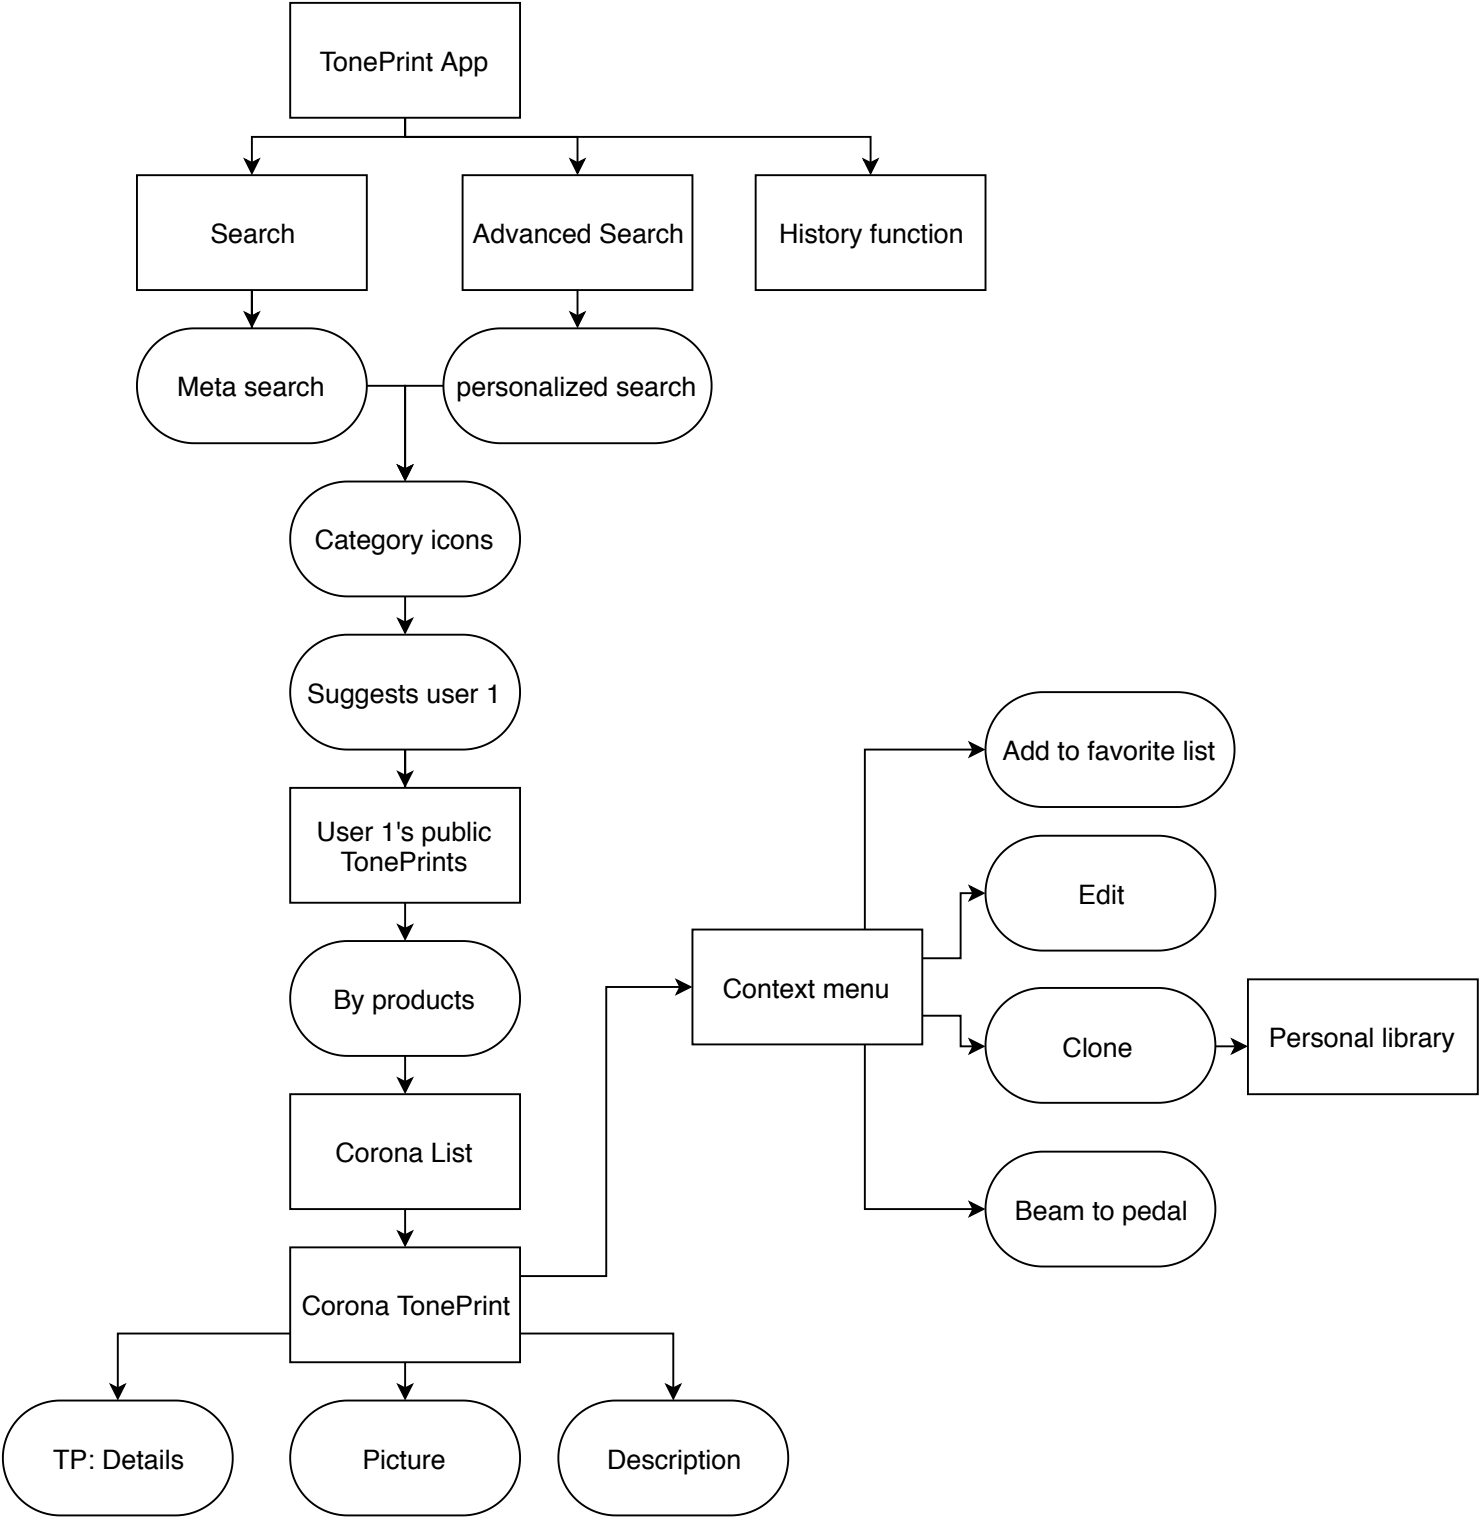 TonePrint App
Search
Advanced Search
History function
Meta search
personalized search
Category icons
Suggests user 1
User 1's public
TonePrints
By products
Corona List
Corona TonePrint
TP: Details
Picture
Description
Context menu
Add to favorite list
Edit
Clone
Personal library
Beam to pedal